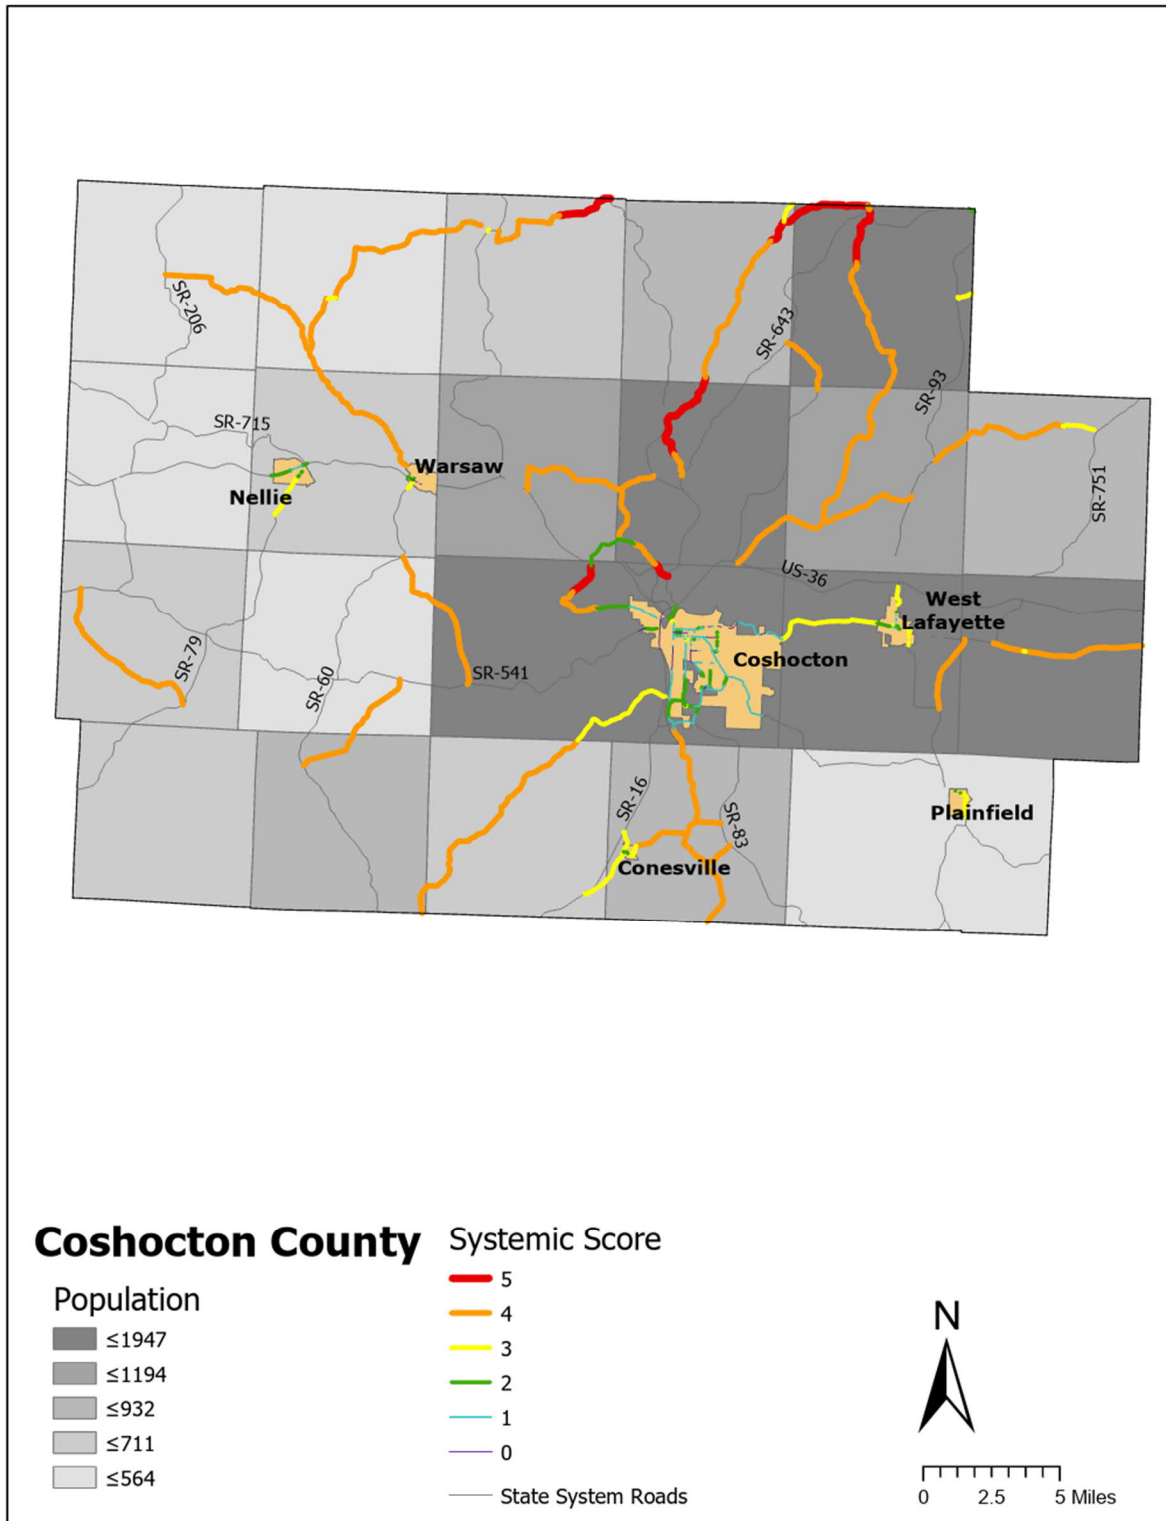 SR-206
SR-643
SR-93
SR-715
Warsaw
Nellie
SR-751
US-36
West
Lafayette
Coshocton
SR-79
SR-60
SR-541
SR-16
SR-83
Plainfield
Conesville
Coshocton County
Population
≤1947
≤1194
≤932
≤711
≤564
Systemic Score
5
4
3
2
1
0
State System Roads
N
0 2.5 5 Miles